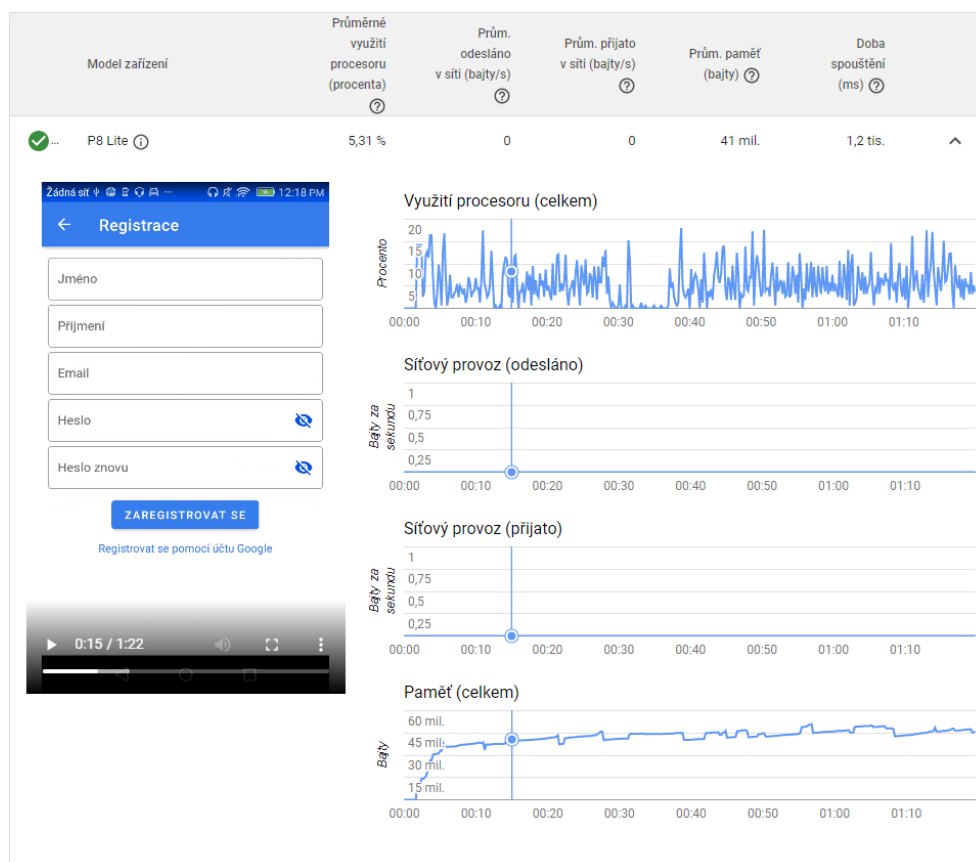 Model zařízení
Průměrné
využití
procesoru
(procenta)
Prům.
odesláno
v síti (bajty/s)
Prům. přijato
v síti (bajty/s)
Prům. paměť
(bajty)
Doba
spouštění
(ms)
... P8 Lite 5,31 % 0 0 41 mil. 1,2 tis.
Žádná síť ... 12:18 PM
Registrace
Jméno
Příjmení
Email
Heslo
Heslo znovu
ZAREGISTROVAT SE
Registrovat se pomocí účtu Google
0:15 / 1:22
Využití procesoru (celkem)
Procento
20
15
10
5
00:00 00:10 00:20 00:30 00:40 00:50 01:00 01:10
Síťový provoz (odesláno)
Bajty za
sekundu
1
0,75
0,5
0,25
00:00 00:10 00:20 00:30 00:40 00:50 01:00 01:10
Síťový provoz (přijato)
Bajty za
sekundu
1
0,75
0,5
0,25
00:00 00:10 00:20 00:30 00:40 00:50 01:00 01:10
Paměť (celkem)
Bajty
60 mil.
45 mil.
30 mil.
15 mil.
00:00 00:10 00:20 00:30 00:40 00:50 01:00 01:10